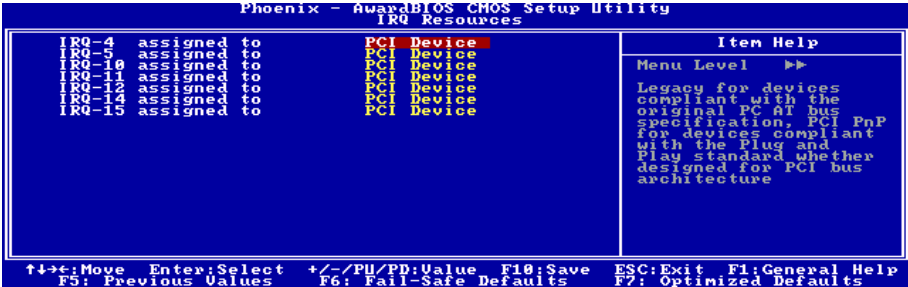 Phoenix - AwardBIOS CMOS Setup Utility
IRQ Resources
IRQ-4 assigned to PCI Device
IRQ-5 assigned to PCI Device
IRQ-10 assigned to PCI Device
IRQ-11 assigned to PCI Device
IRQ-12 assigned to PCI Device
IRQ-14 assigned to PCI Device
IRQ-15 assigned to PCI Device
Item Help
Menu Level ►►
Legacy for devices
compliant with the
original PC AT bus
specification, PCI PnP
for devices compliant
with the Plug and
Play standard whether
designed for PCI bus
architecture
↑↓→←:Move Enter:Select +/-/PU/PD:Value F10:Save ESC:Exit F1:General Help
F5: Previous Values F6: Fail-Safe Defaults F7: Optimized Defaults